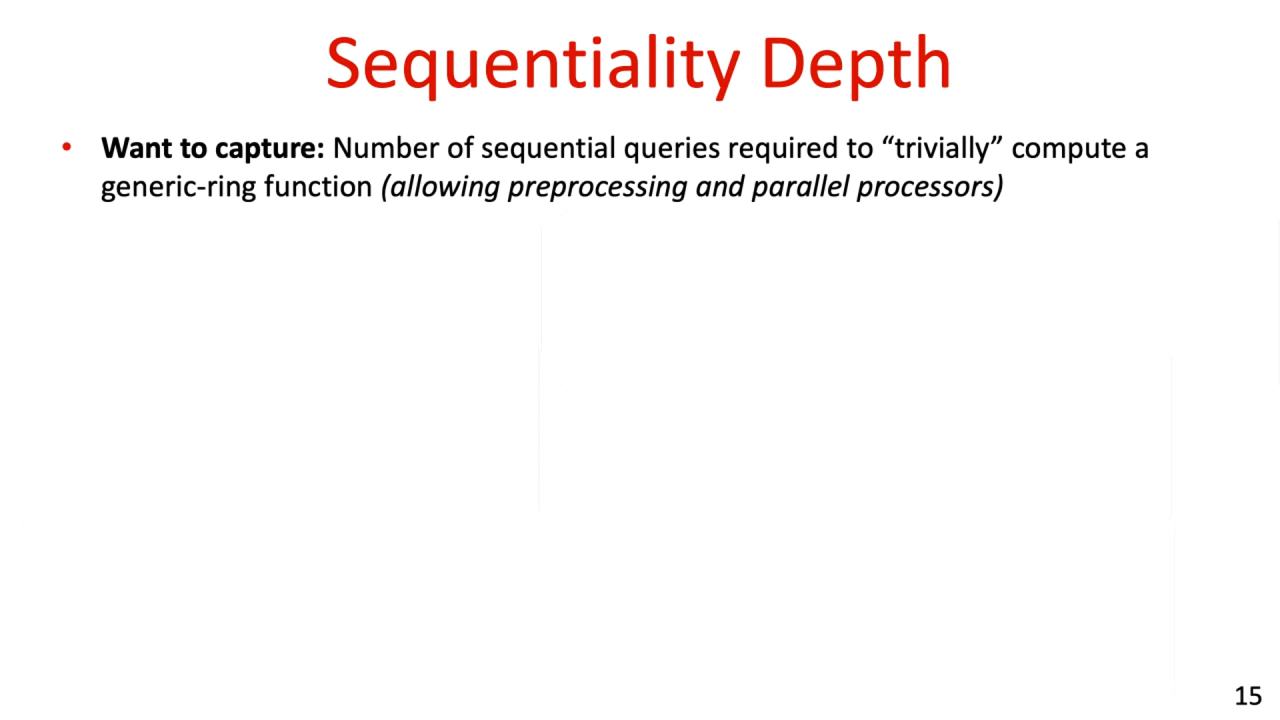 Sequentiality Depth
• Want to capture: Number of sequential queries required to “trivially” compute a
generic-ring function (allowing preprocessing and parallel processors)
15